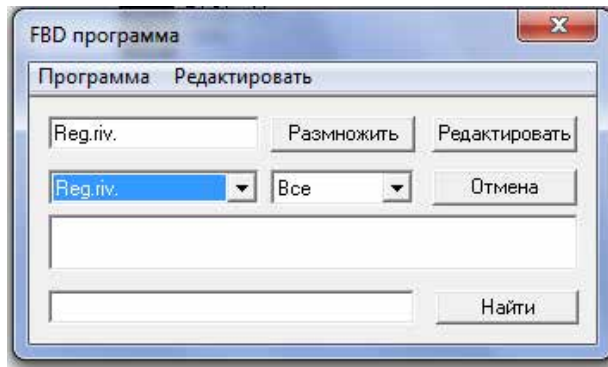 FBD программа
Программа Редактировать
Reg.riv. Размножить Редактировать
Reg.riv. Все Отмена
Найти